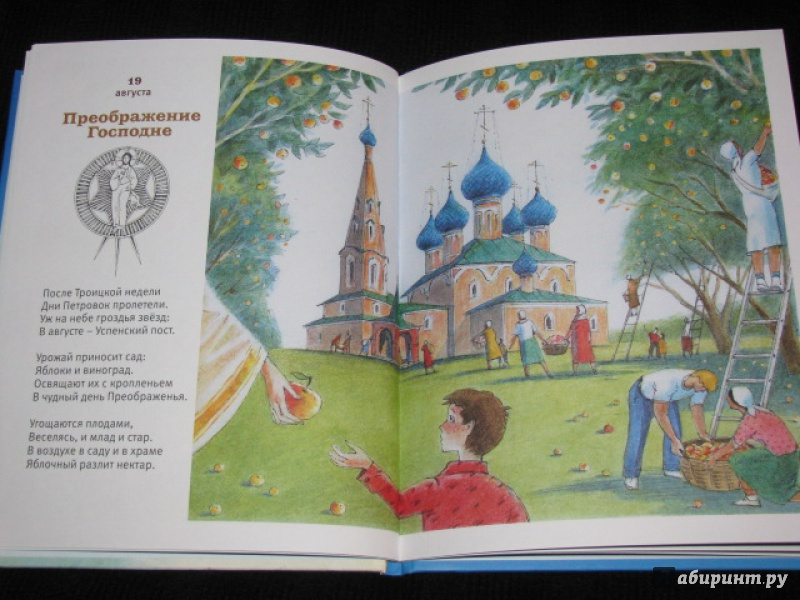 19
августа
Преображение
Господне
После Троицкой недели
Дни Петровок пролетели.
Уж на небе гроздья звёзд:
В августе – Успенский пост.
Урожай приносит сад:
Яблоки и виноград.
Освящают их с кропленьем
В чудный день Преображенья.
Угощаются плодами,
Веселясь, и млад и стар.
В воздухе в саду и в храме
Яблочный разлит нектар.
абиринт.ру